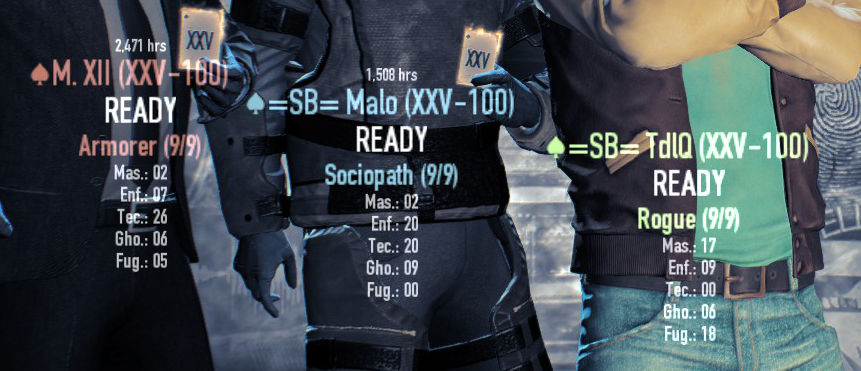 2,471 hrs
♠M. XII (XXV-100)
READY
Armorer (9/9)
Mas.: 02
Enf.: 07
Tec.: 26
Gho.: 06
Fug.: 05
XXV
1,508 hrs
♠=SB= Malo (XXV-100)
READY
Sociopath (9/9)
Mas.: 02
Enf.: 20
Tec.: 20
Gho.: 09
Fug.: 00
XXV
♠=SB= TdlQ (XXV-100)
READY
Rogue (9/9)
Mas.: 17
Enf.: 09
Tec.: 00
Gho.: 06
Fug.: 18